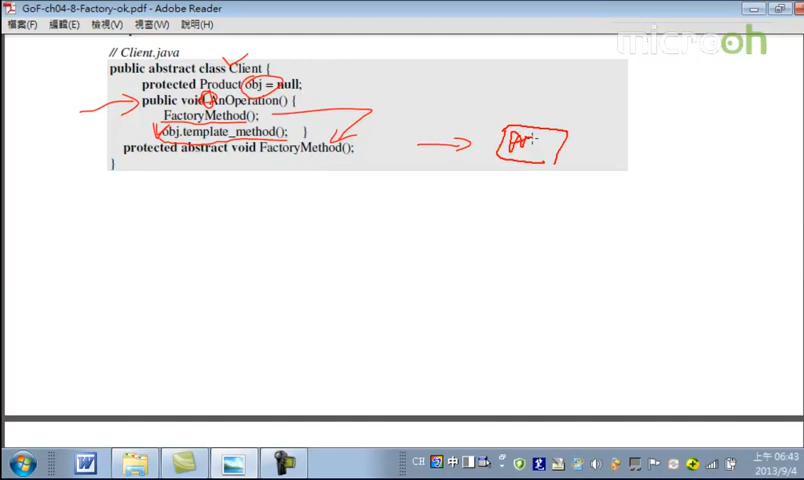 GoF-ch04-8-Factory-ok.pdf - Adobe Reader
檔案(F) 編輯(E) 檢視(V) 視窗(W) 說明(H)
microoh
// Client.java
public abstract class Client {
protected Product obj = null;
public void AnOperation() {
FactoryMethod();
obj.template_method(); }
protected abstract void FactoryMethod();
}
CH 中 上午 06:43
2013/9/4